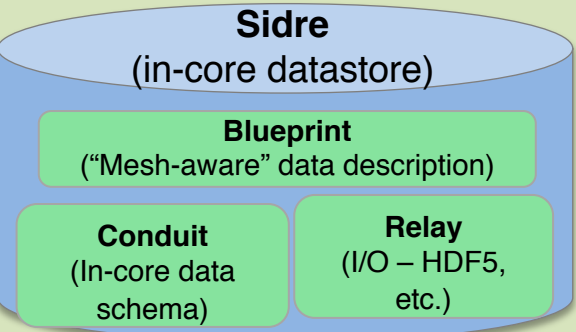 Sidre
(in-core datastore)
Blueprint
(“Mesh-aware” data description)
Conduit
(In-core data
schema)
Relay
(I/O – HDF5,
etc.)